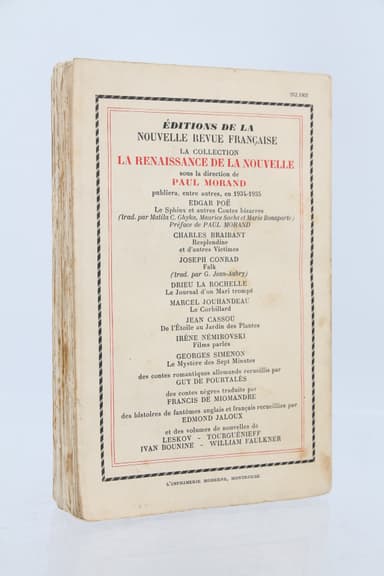 ÉDITIONS DE LA
NOUVELLE REVUE FRANÇAISE
LA COLLECTION
LA RENAISSANCE DE LA NOUVELLE
sous la direction de
PAUL MORAND
publiera, entre autres, en 1934-1935
EDGAR POË
Le Sphinx et autres Contes bizarres
(trad. par Matila C. Ghyka, Maurice Sachs et Marie Bonaparte)
Préface de PAUL MORAND
CHARLES BRAIBANT
Resplendine
et d'autres Victimes
JOSEPH CONRAD
Falk
(trad. par G. Jean-Aubry)
DRIEU LA ROCHELLE
Le Journal d'un Mari trompé
MARCEL JOUHANDEAU
Le Corbillard
JEAN CASSOU
De l'Étoile au Jardin des Plantes
IRÈNE NÉMIROVSKI
Films parlés
GEORGES SIMENON
Le Mystère des Sept Minutes
des contes romantiques allemands recueillis par
GUY DE POURTALÈS
des contes nègres traduits par
FRANCIS DE MIOMANDRE
des histoires de fantômes anglais et français recueillies par
EDMOND JALOUX
et des volumes de nouvelles de
LESKOV - TOURGUÉNIEFF
IVAN BOUNINE - WILLIAM FAULKNER
L'IMPRIMERIE MODERNE, MONTROUGE